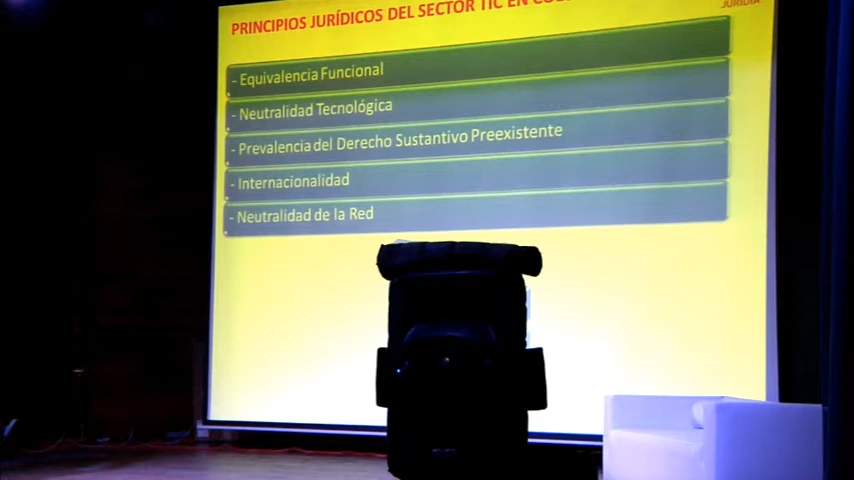 PRINCIPIOS JURÍDICOS DEL SECTOR TIC EN
- Equivalencia Funcional
- Neutralidad Tecnológica
- Prevalencia del Derecho Sustantivo Preexistente
- Internacionalidad
- Neutralidad de la Red